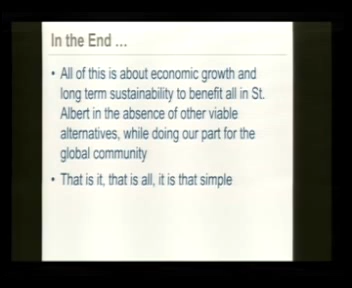 In the End ...
• All of this is about economic growth and
long term sustainability to benefit all in St.
Albert in the absence of other viable
alternatives, while doing our part for the
global community
• That is it, that is all, it is that simple